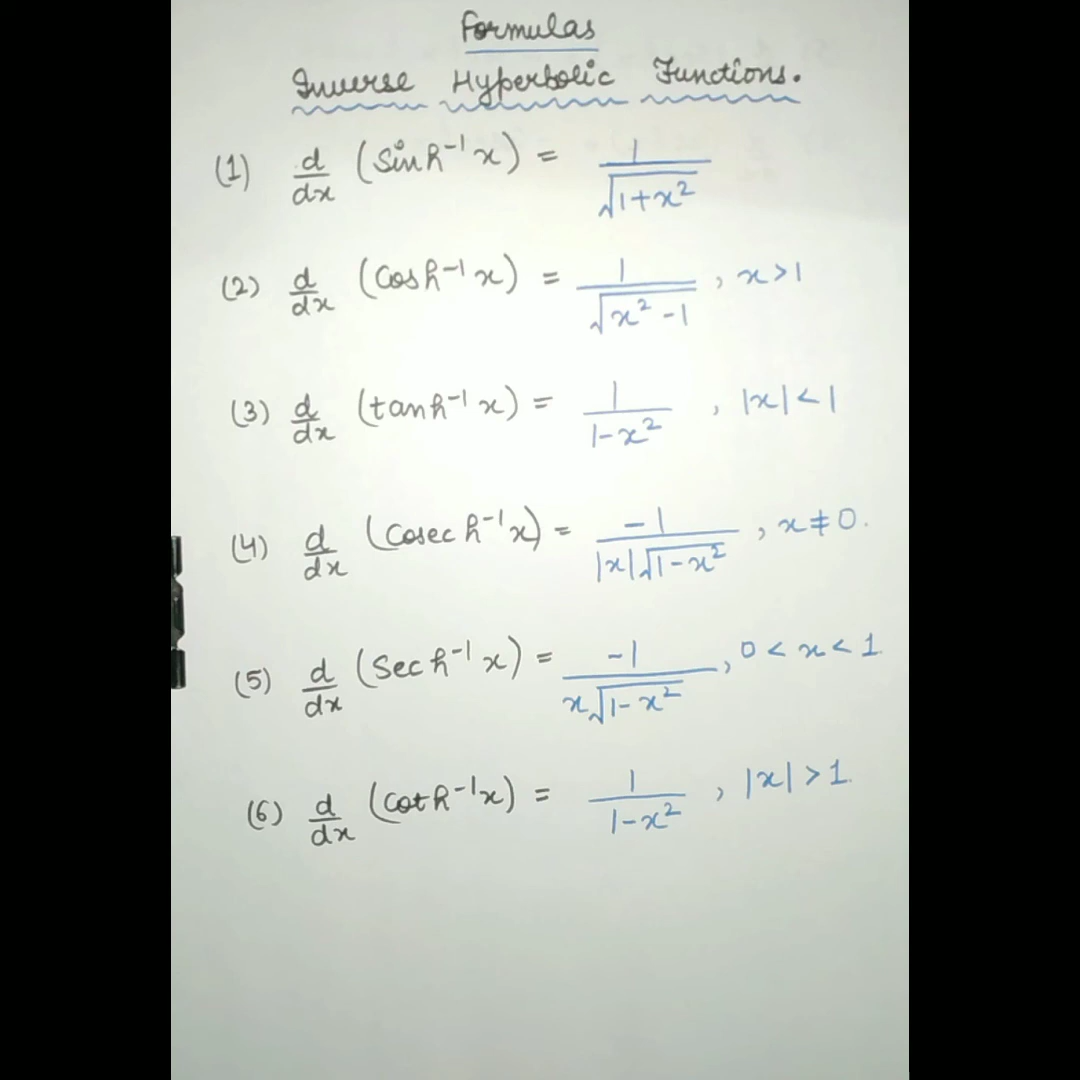 Formulas
Inverse Hyperbolic Functions.
(1) d/dx (sinh⁻¹x) = 1/√(1+x²)
(2) d/dx (cosh⁻¹x) = 1/√(x²-1) , x>1
(3) d/dx (tanh⁻¹x) = 1/(1-x²) , |x|<1
(4) d/dx (cosech⁻¹x) = -1/(|x|√(1-x²)) , x≠0.
(5) d/dx (sech⁻¹x) = -1/(x√(1-x²)) , 0<x<1
(6) d/dx (coth⁻¹x) = 1/(1-x²) , |x|>1.